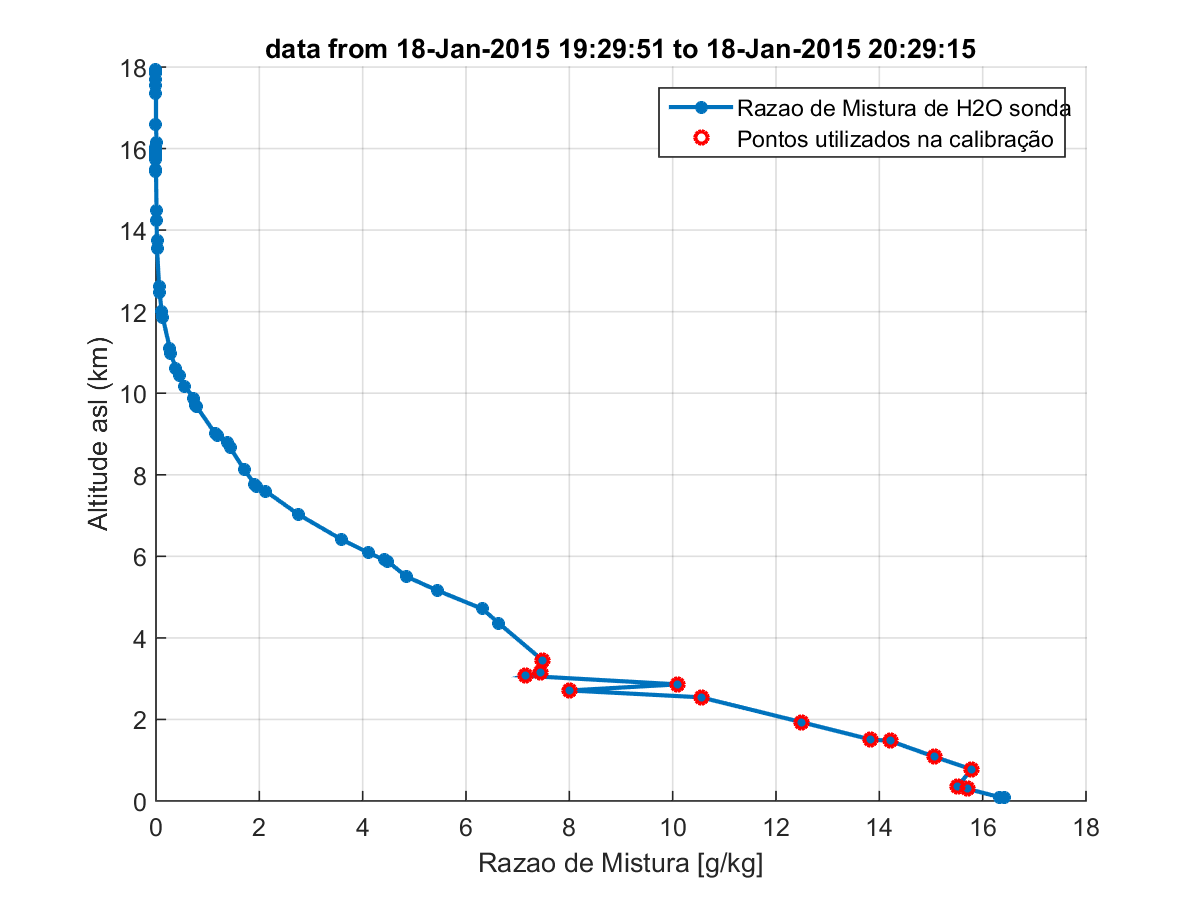 data from 18-Jan-2015 19:29:51 to 18-Jan-2015 20:29:15
Razao de Mistura de H2O sonda
Pontos utilizados na calibração
18
16
14
12
10
8
6
4
2
0
Altitude asl (km)
0 2 4 6 8 10 12 14 16 18
Razao de Mistura [g/kg]